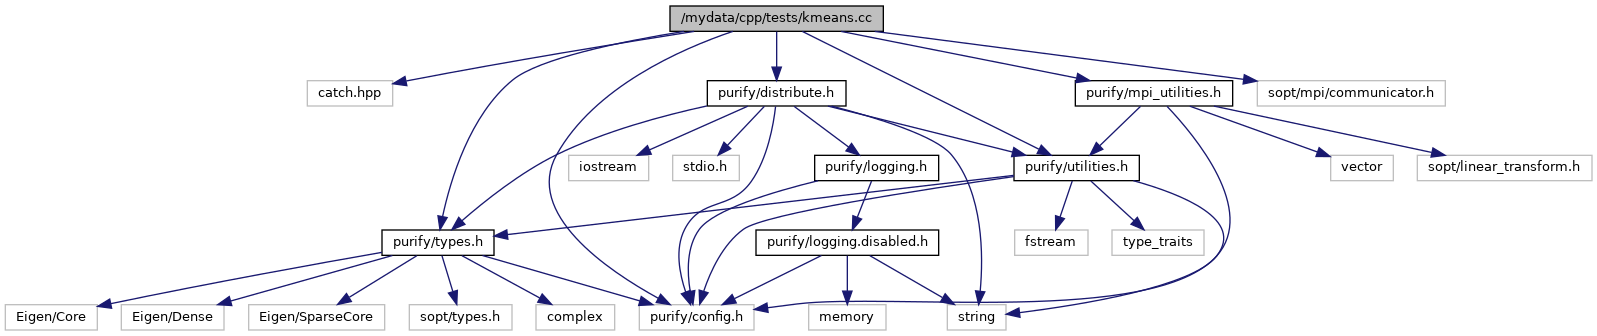 /mydata/cpp/tests/kmeans.cc
catch.hpp
purify/distribute.h
purify/mpi_utilities.h
sopt/mpi/communicator.h
iostream
stdio.h
purify/logging.h
purify/utilities.h
vector
sopt/linear_transform.h
purify/types.h
purify/logging.disabled.h
fstream
type_traits
Eigen/Core
Eigen/Dense
Eigen/SparseCore
sopt/types.h
complex
purify/config.h
memory
string